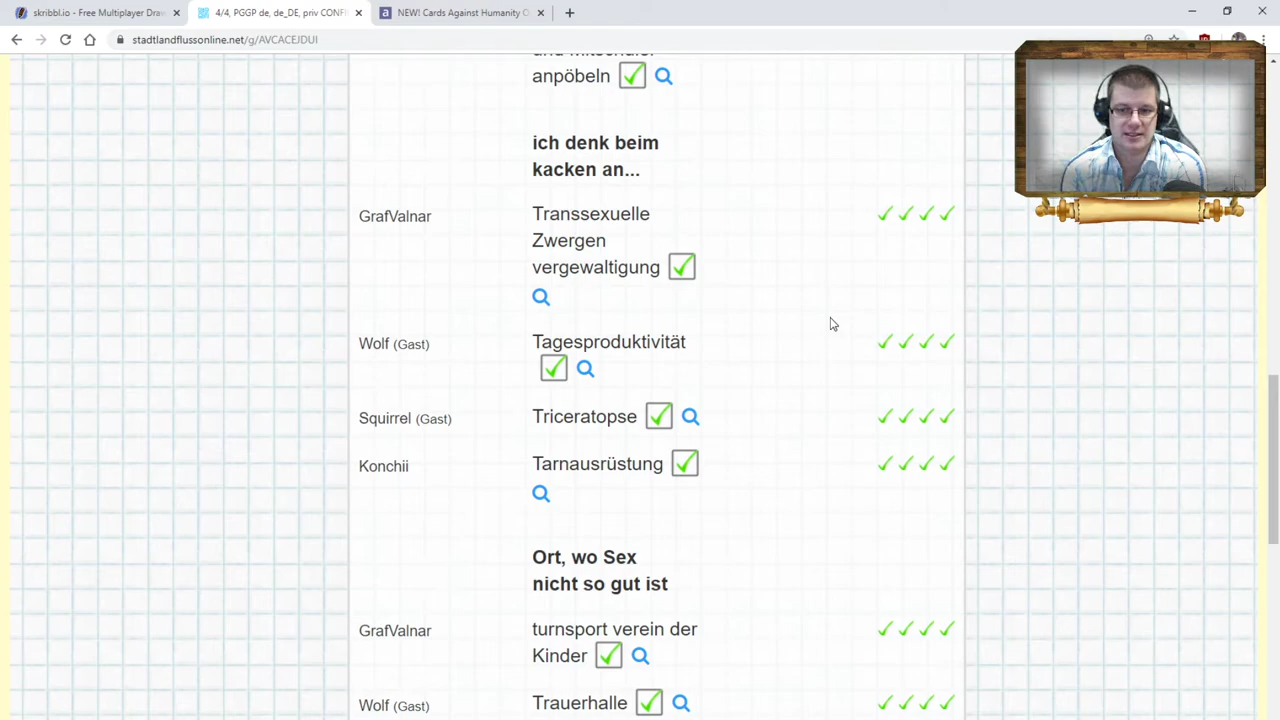 skribbl.io - Free Multiplayer Draw
4/4, PGGP de, de_DE, priv CONFI
NEW! Cards Against Humanity O
stadtlandflussonline.net/g/AVCACEJDUI
anpöbeln
ich denk beim
kacken an...
GrafValnar
Transsexuelle
Zwergen
vergewaltigung
Wolf (Gast)
Tagesproduktivität
Squirrel (Gast)
Triceratopse
Konchii
Tarnausrüstung
Ort, wo Sex
nicht so gut ist
GrafValnar
turnsport verein der
Kinder
Wolf (Gast)
Trauerhalle